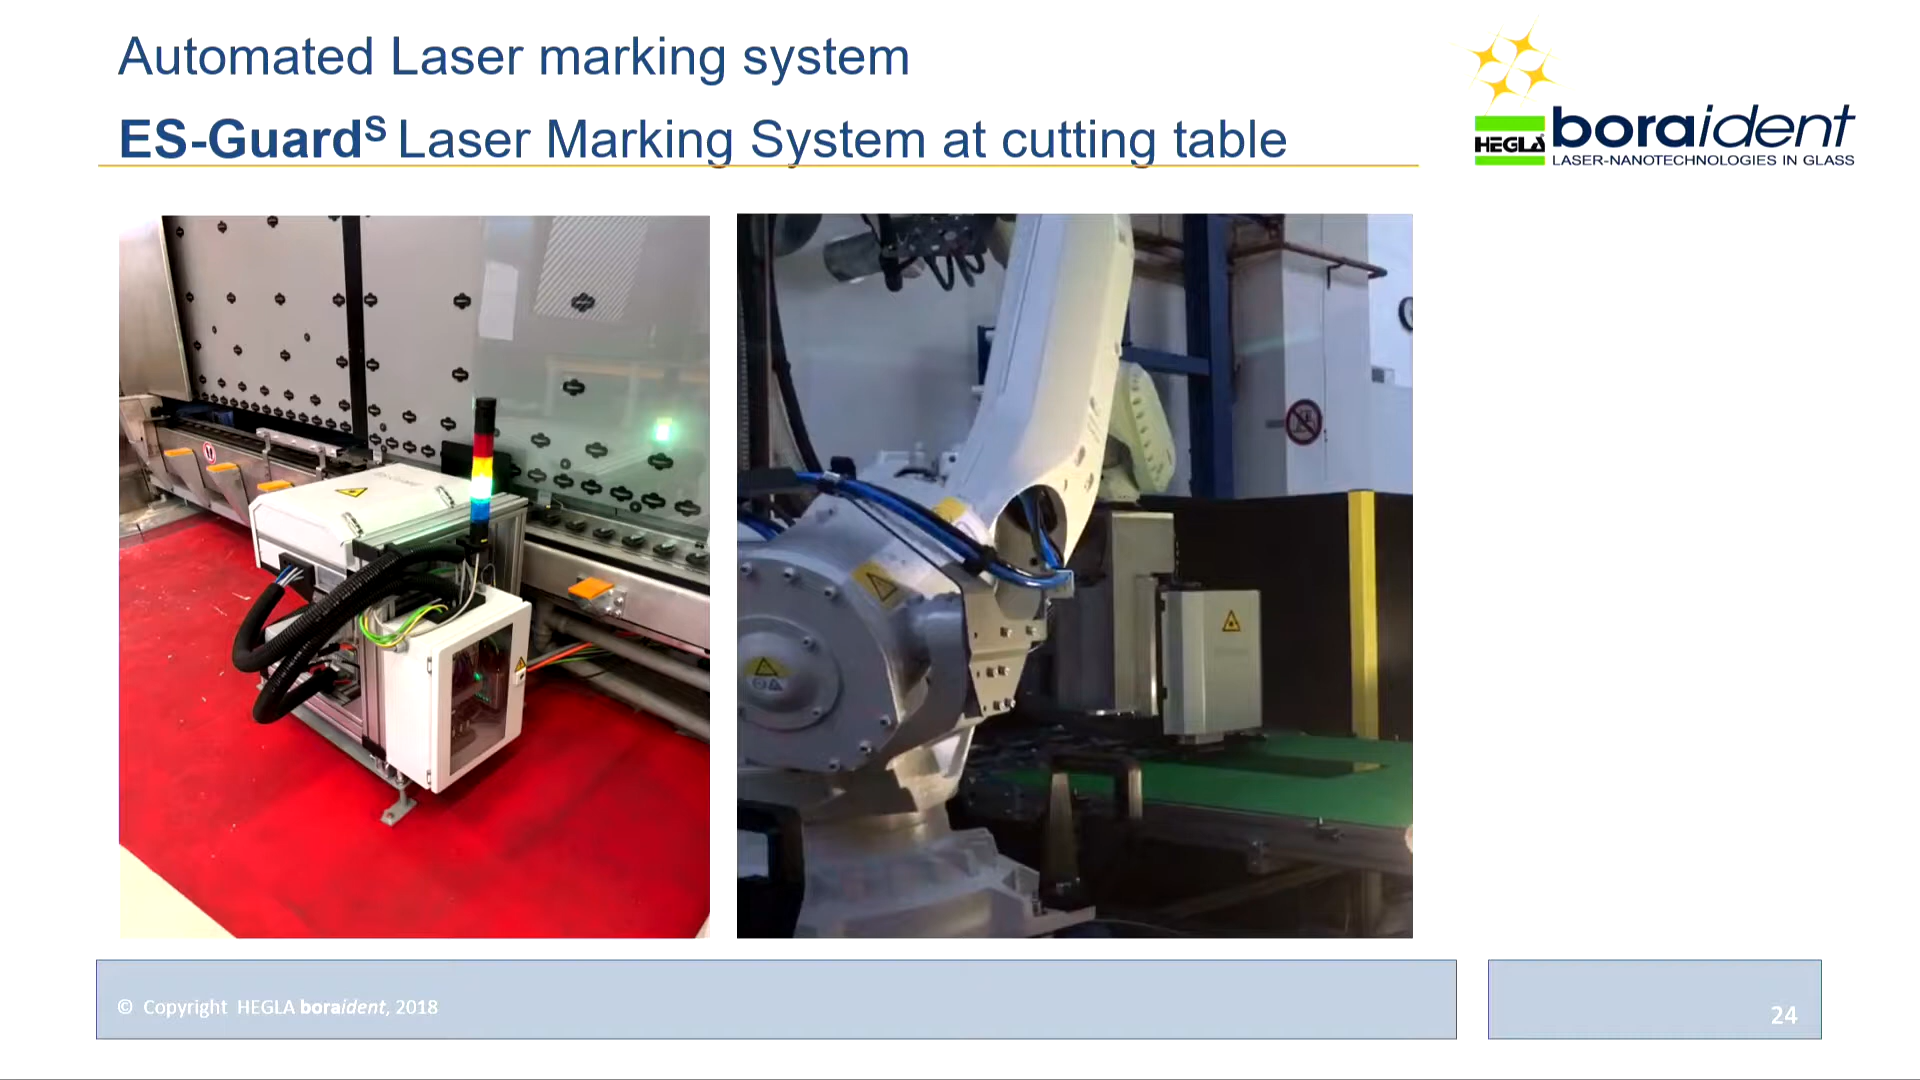 Automated Laser marking system
ES-Guardˢ Laser Marking System at cutting table
HEGLA boraident
LASER-NANOTECHNOLOGIES IN GLASS
© Copyright HEGLA boraident, 2018
24